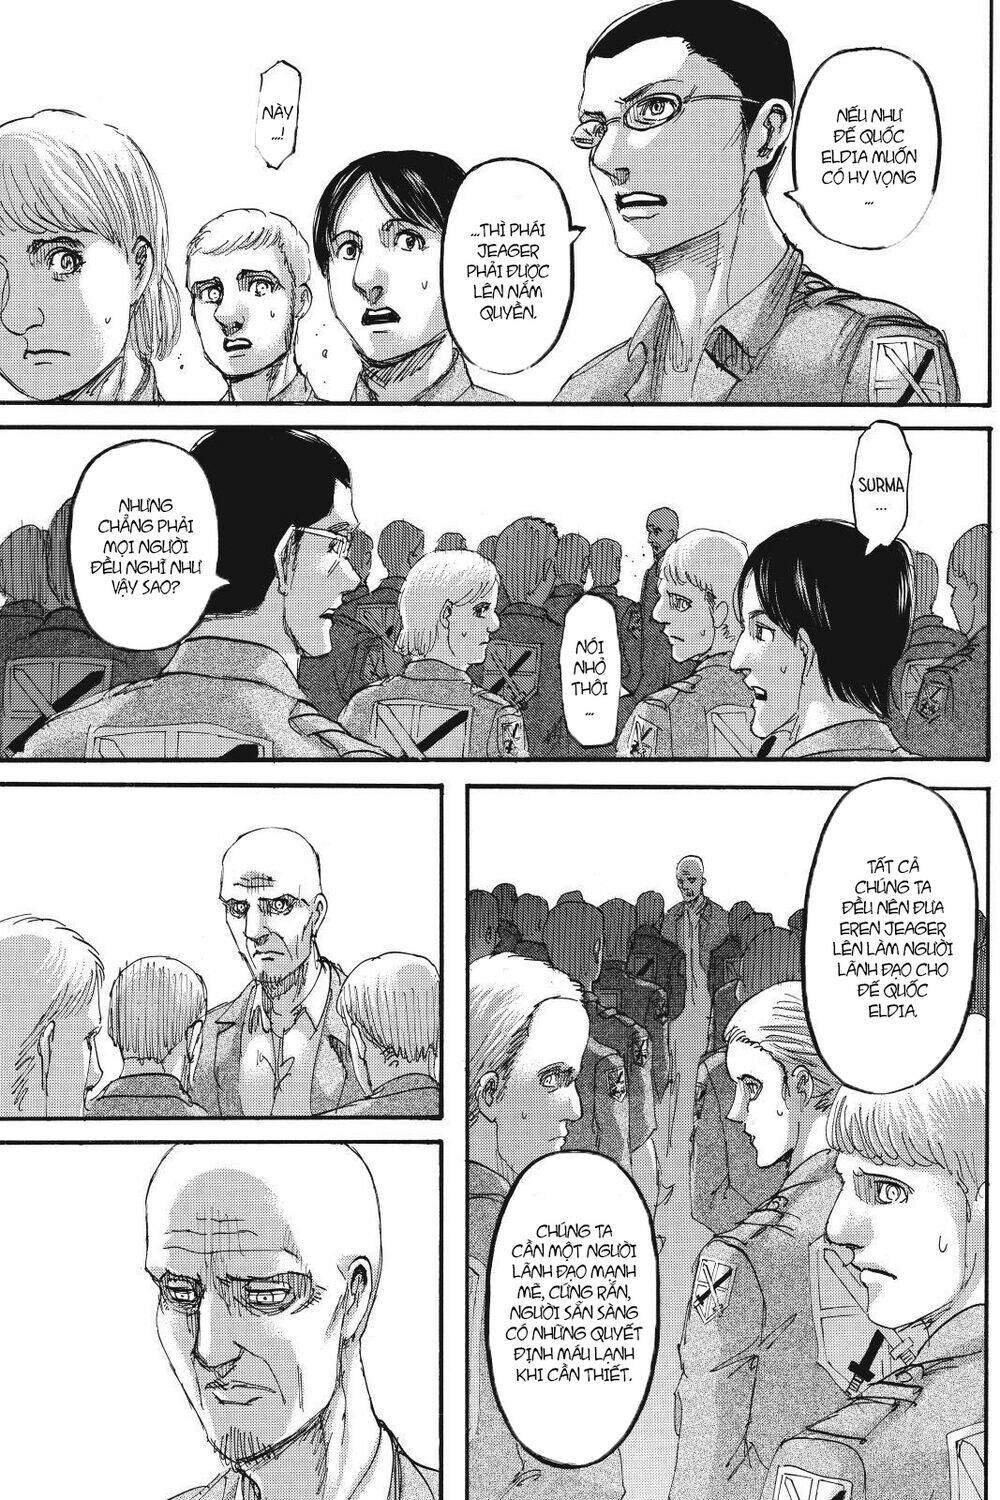 NẾU NHƯ
ĐẾ QUỐC
ELDIA MUỐN
CÓ HY VỌNG
...
...THÌ PHÁI
JEAGER
PHẢI ĐƯỢC
LÊN NẮM
QUYỀN.
NÀY
...!
SURMA
...
NÓI
NHỎ
THÔI
...
NHƯNG
CHẲNG PHẢI
MỌI NGƯỜI
ĐỀU NGHĨ NHƯ
VẬY SAO?
TẤT CẢ
CHÚNG TA
ĐỀU NÊN ĐƯA
EREN JEAGER
LÊN LÀM NGƯỜI
LÃNH ĐẠO CHO
ĐẾ QUỐC
ELDIA.
CHÚNG TA
CẦN MỘT NGƯỜI
LÃNH ĐẠO MẠNH
MẼ, CỨNG RẮN,
NGƯỜI SẴN SÀNG
CÓ NHỮNG QUYẾT
ĐỊNH MÁU LẠNH
KHI CẦN THIẾT.